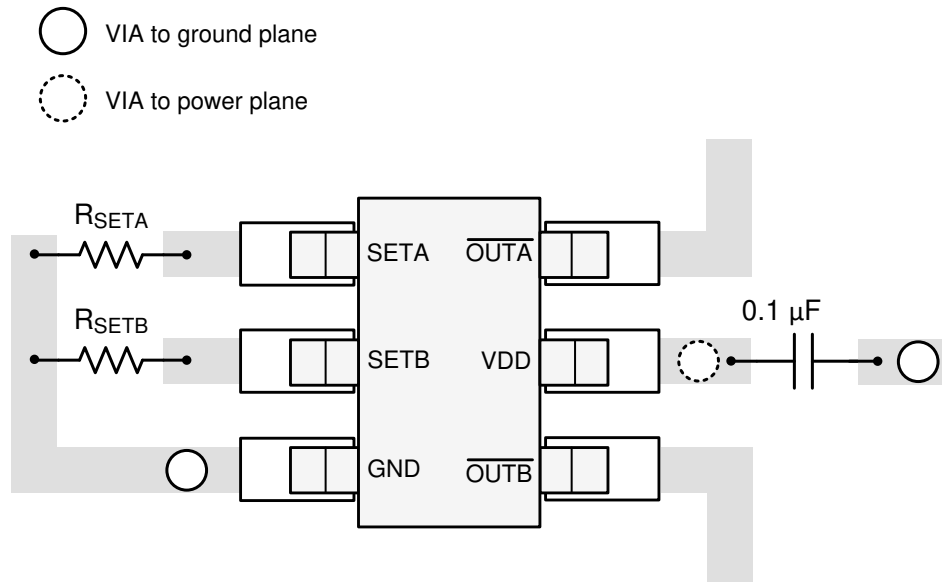 VIA to ground plane
VIA to power plane
RSETA
SETA
OUTA
RSETB
SETB
VDD
0.1 µF
GND
OUTB